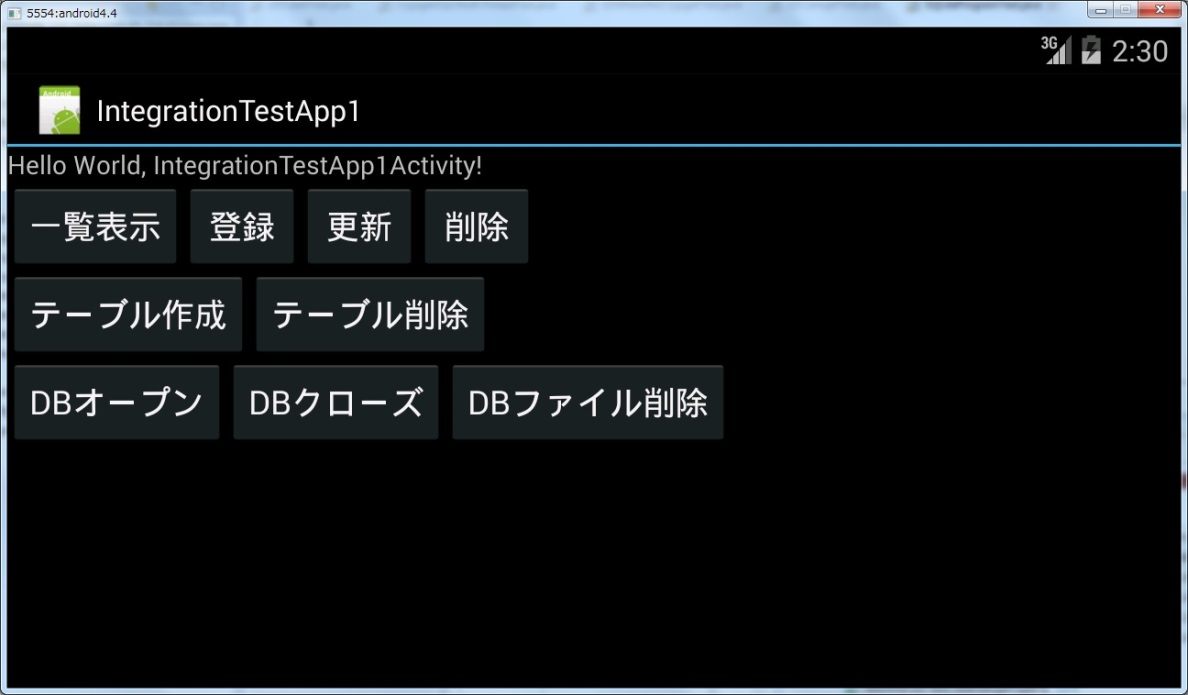 5554:android4.4
3G 2:30
Android
IntegrationTestApp1
Hello World, IntegrationTestApp1Activity!
一覧表示 登録 更新 削除
テーブル作成 テーブル削除
DBオープン DBクローズ DBファイル削除